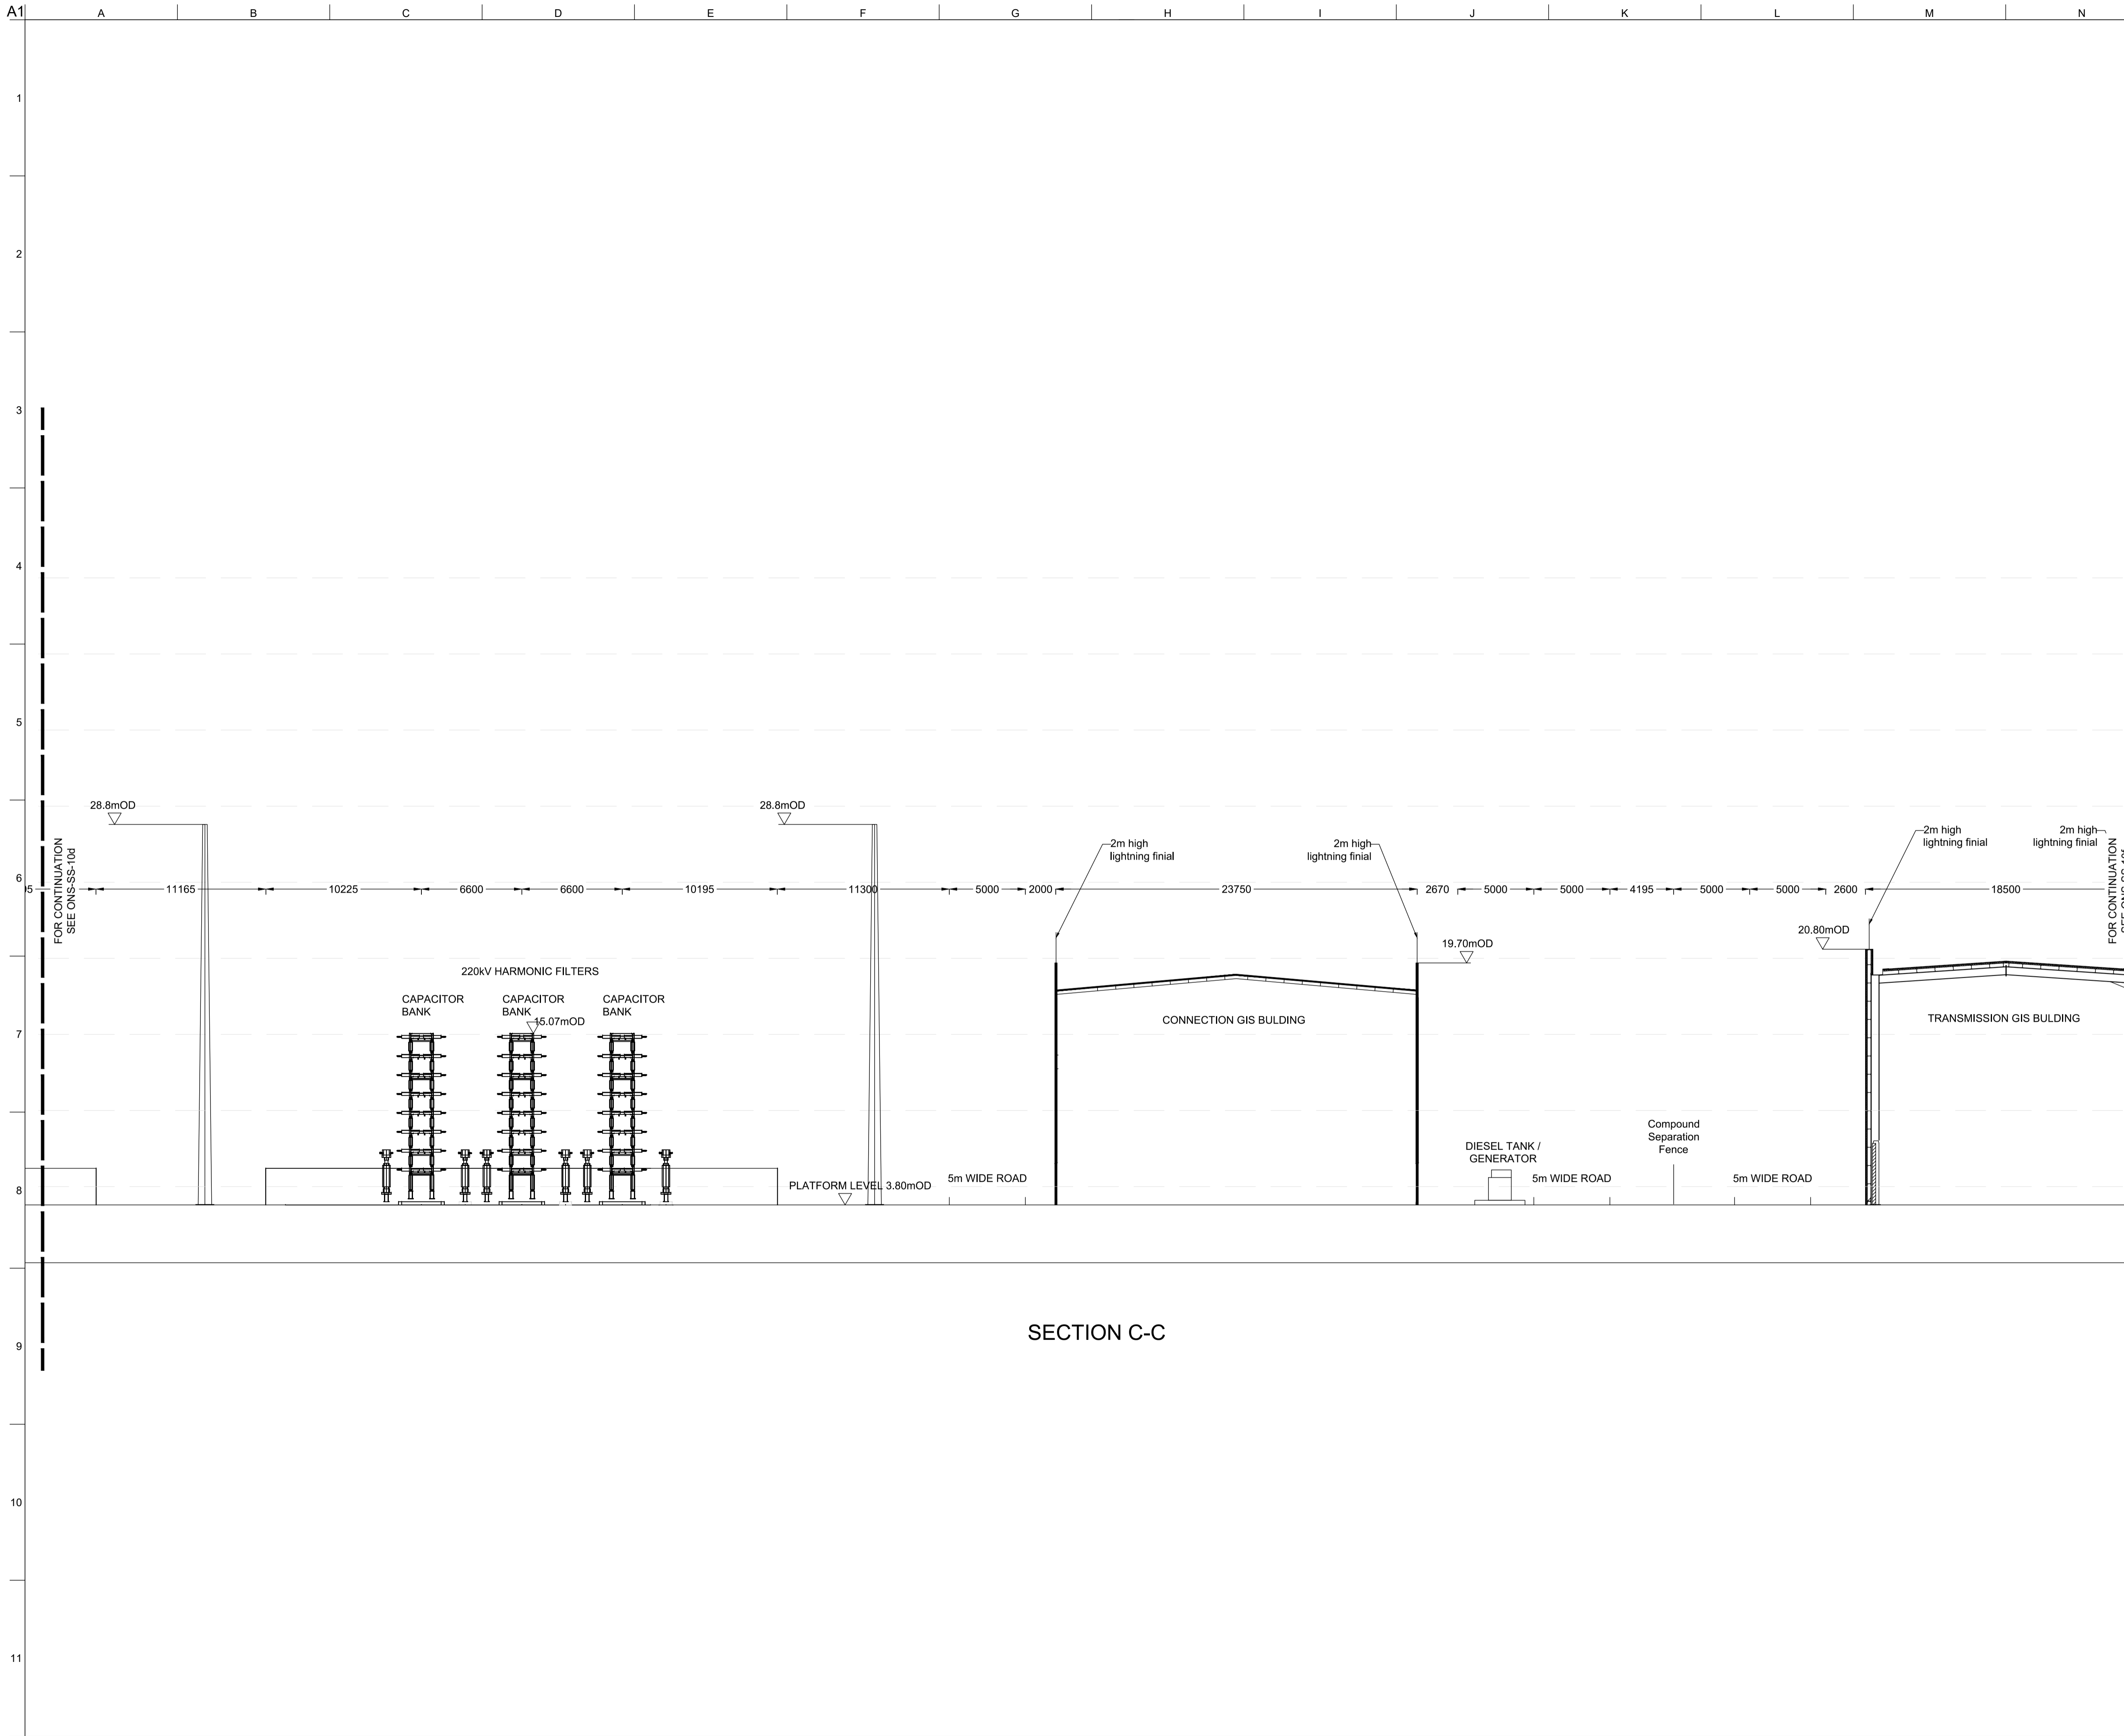 A1
A B C D E F G H I J K L M N
1
2
3
4
5
28.8mOD
28.8mOD
2m high
lightning finial
2m high
lightning finial
2m high
lightning finial
2m high
lightning finial
FOR CONTINUATION
SEE ONS-SS-10d
FOR CONTINUATION
6
11165 10225 6600 6600 10195 11300 5000 2000 23750 2670 5000 5000 4195 5000 5000 2600 18500
20.80mOD
19.70mOD
220kV HARMONIC FILTERS
CAPACITOR
BANK
CAPACITOR
BANK
CAPACITOR
BANK
15.07mOD
CONNECTION GIS BULDING
TRANSMISSION GIS BULDING
7
Compound
Separation
Fence
DIESEL TANK /
GENERATOR
5m WIDE ROAD
5m WIDE ROAD
5m WIDE ROAD
PLATFORM LEVEL 3.80mOD
8
SECTION C-C
9
10
11